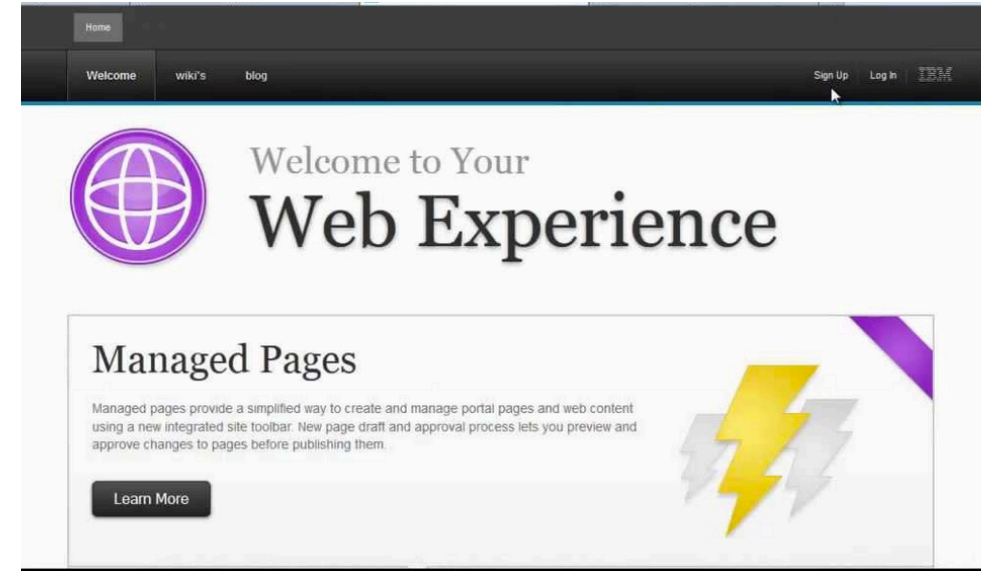 Home
Welcome wiki's blog Sign Up Log In IBM
Welcome to Your
Web Experience
Managed Pages
Managed pages provide a simplified way to create and manage portal pages and web content
using a new integrated site toolbar. New page draft and approval process lets you preview and
approve changes to pages before publishing them.
Learn More